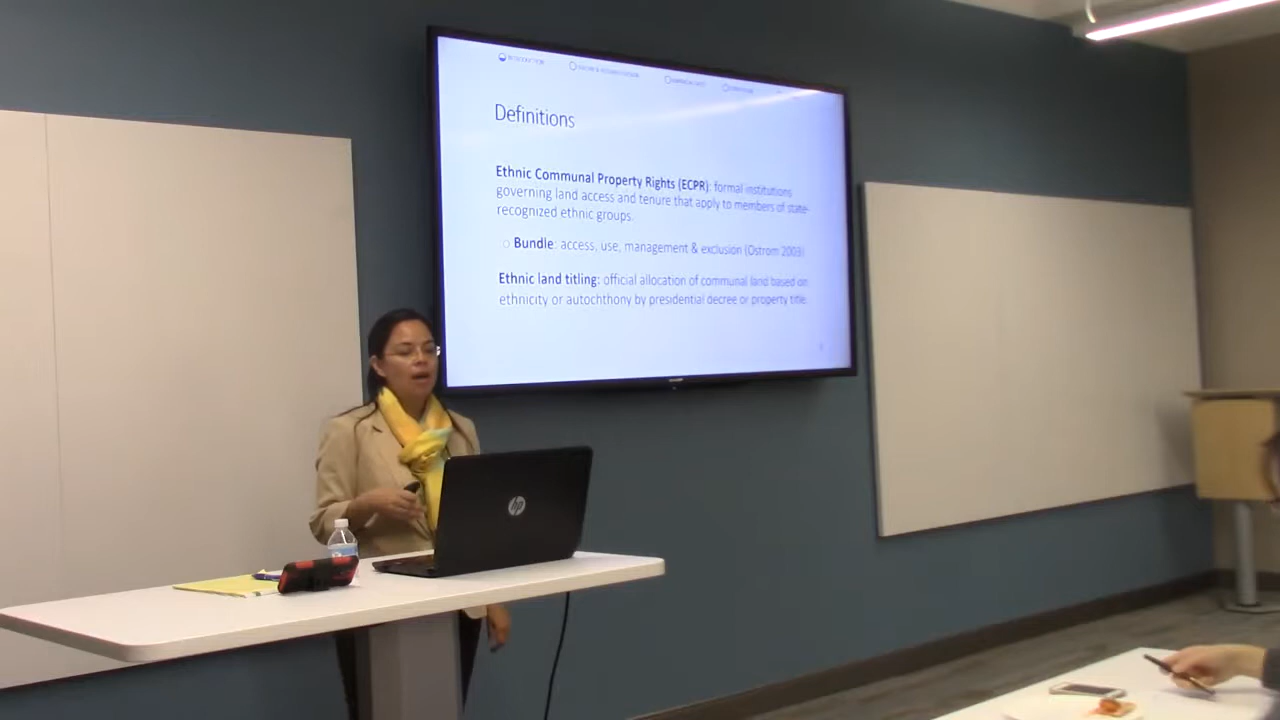 INTRODUCTION
Definitions
Ethnic Communal Property Rights (ECPR): formal institutions
governing land access and tenure that apply to members of state-
recognized ethnic groups.
○ Bundle: access, use, management & exclusion (Ostrom 2003)
Ethnic land titling: official allocation of communal land based on
ethnicity or autochthony by presidential decree or property title
hp